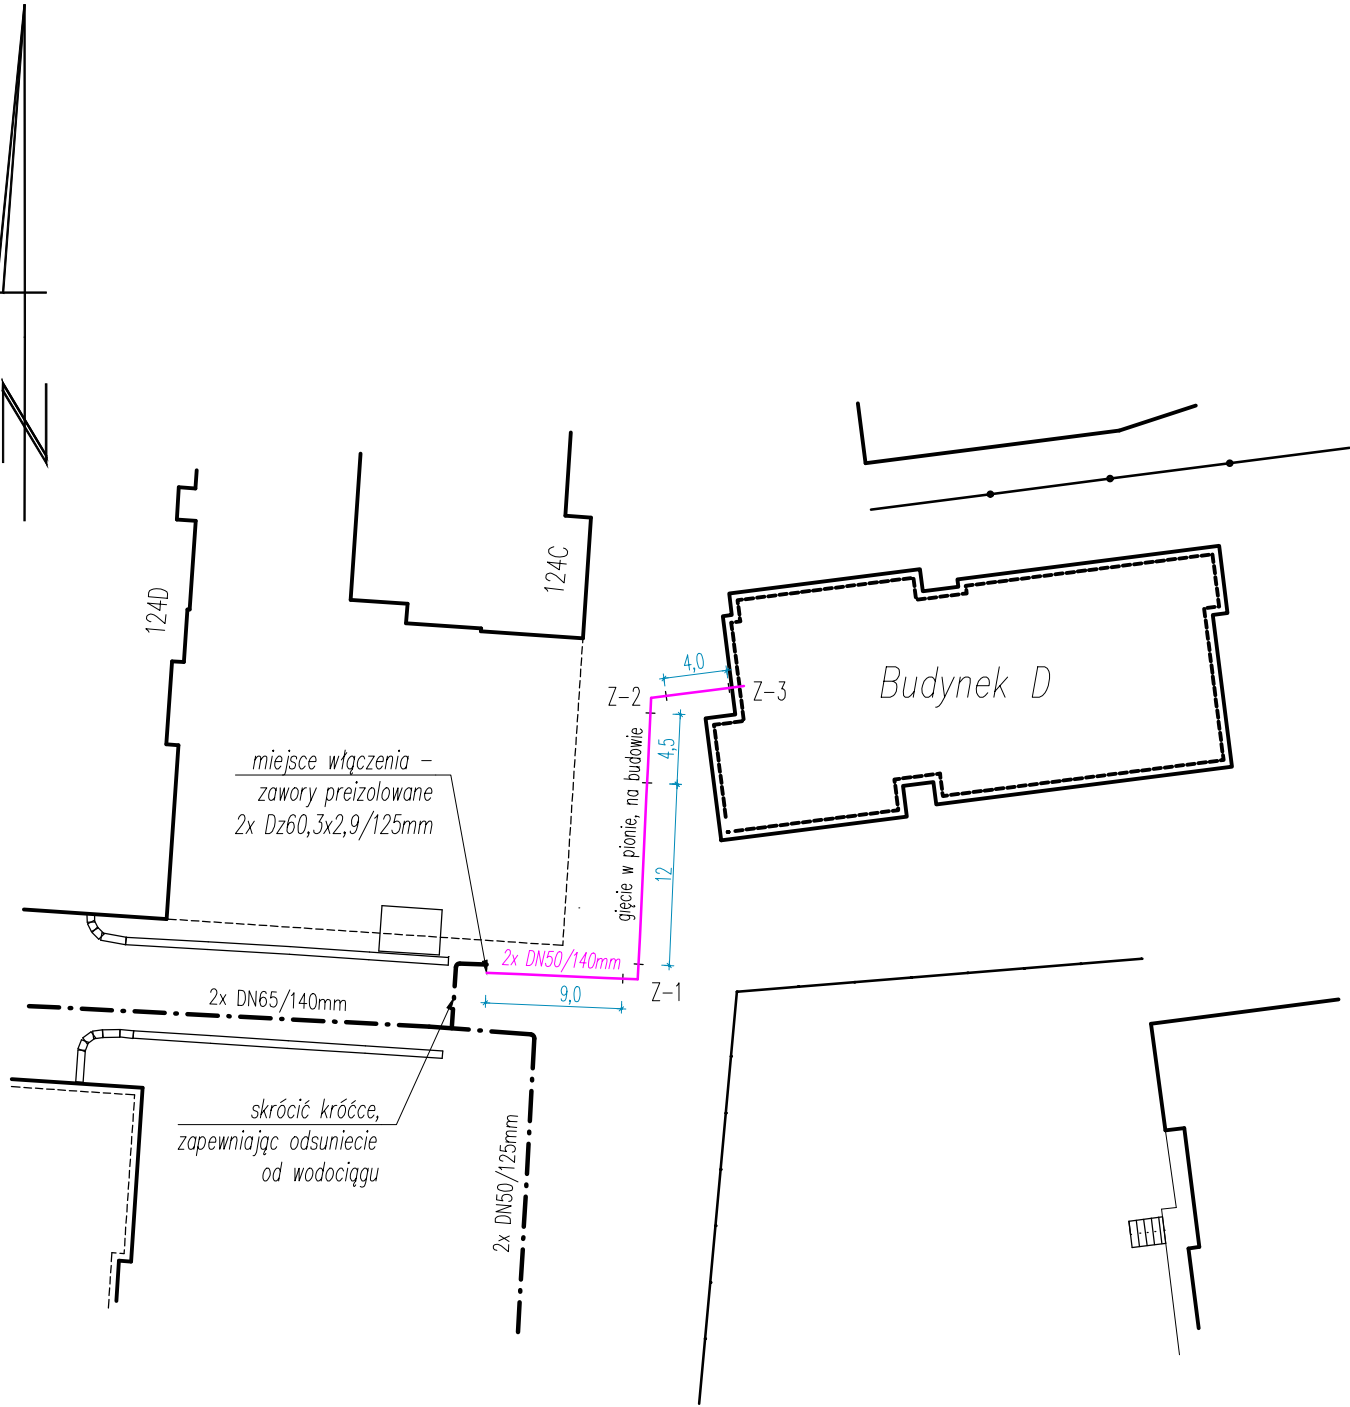 N
124D
124C
Budynek D
4,0
Z-2
Z-3
4,5
gięcie w pionie, na budowie
12
miejsce włączenia –
zawory preizolowane
2x Dz60,3x2,9/125mm
2x DN50/140mm
Z-1
9,0
2x DN65/140mm
skrócić króćce,
zapewniając odsuniecie
od wodociągu
2x DN50/125mm